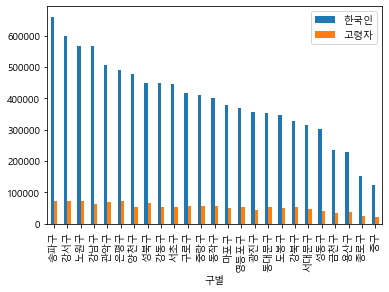 한국인
고령자
600000
500000
400000
300000
200000
100000
0
송파구
강서구
노원구
강남구
관악구
은평구
양천구
성북구
강동구
서초구
구로구
중랑구
동작구
마포구
영등포구
광진구
동대문구
도봉구
강북구
서대문구
성동구
금천구
용산구
종로구
중구
구별